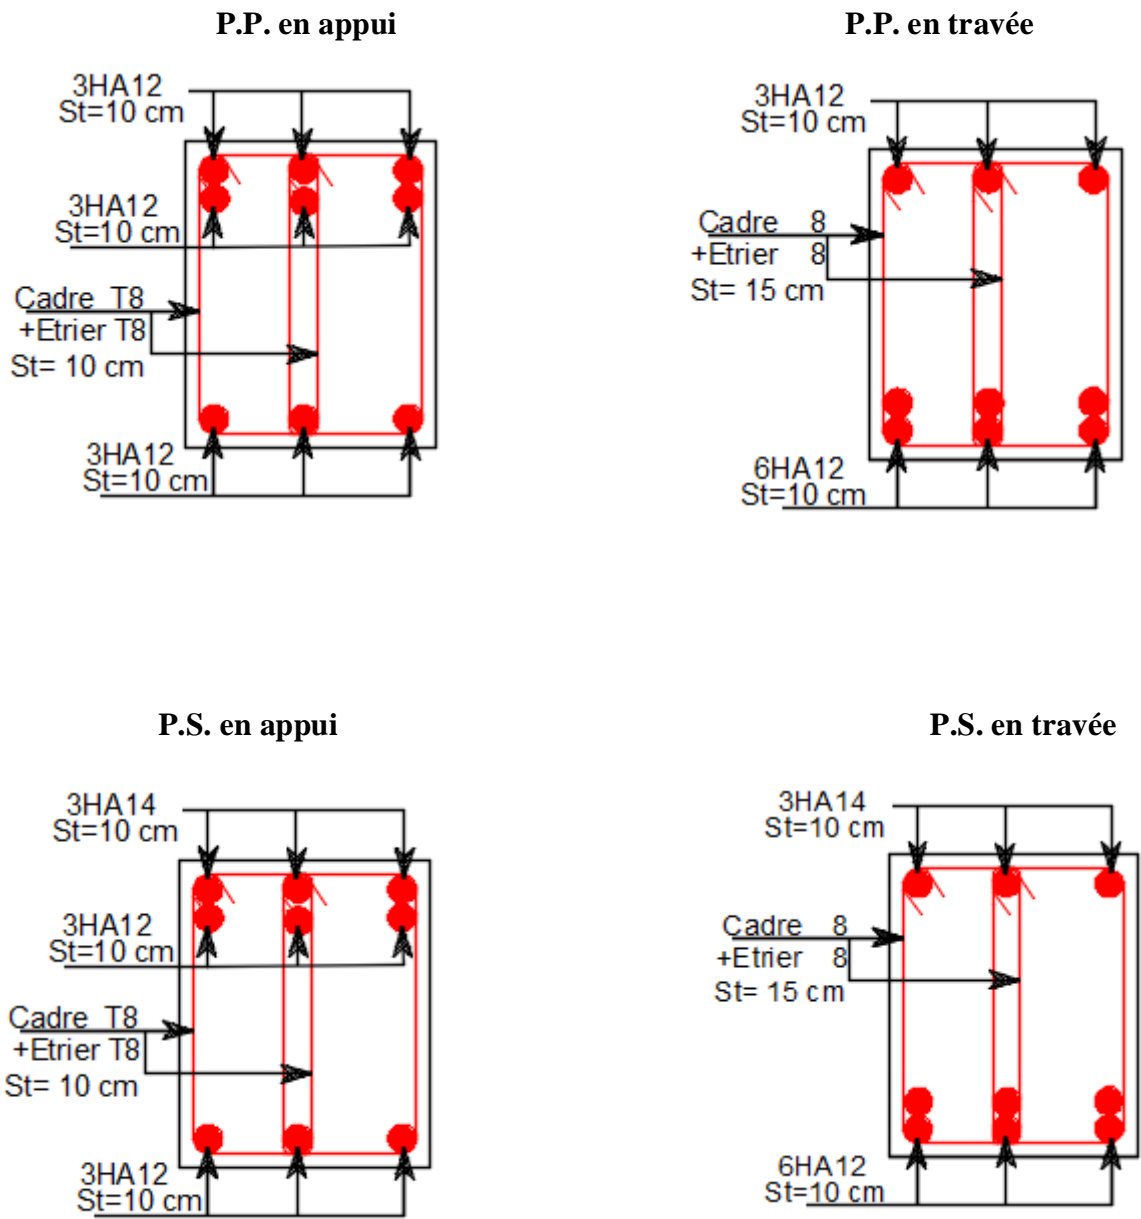 P.P. en appui
3HA12
St=10 cm
3HA12
St=10 cm
Cadre T8
+Etrier T8
St= 10 cm
3HA12
St=10 cm
P.P. en travée
3HA12
St=10 cm
Cadre 8
+Etrier 8
St= 15 cm
6HA12
St=10 cm
P.S. en appui
3HA14
St=10 cm
3HA12
St=10 cm
Cadre T8
+Etrier T8
St= 10 cm
3HA12
St=10 cm
P.S. en travée
3HA14
St=10 cm
Cadre 8
+Etrier 8
St= 15 cm
6HA12
St=10 cm